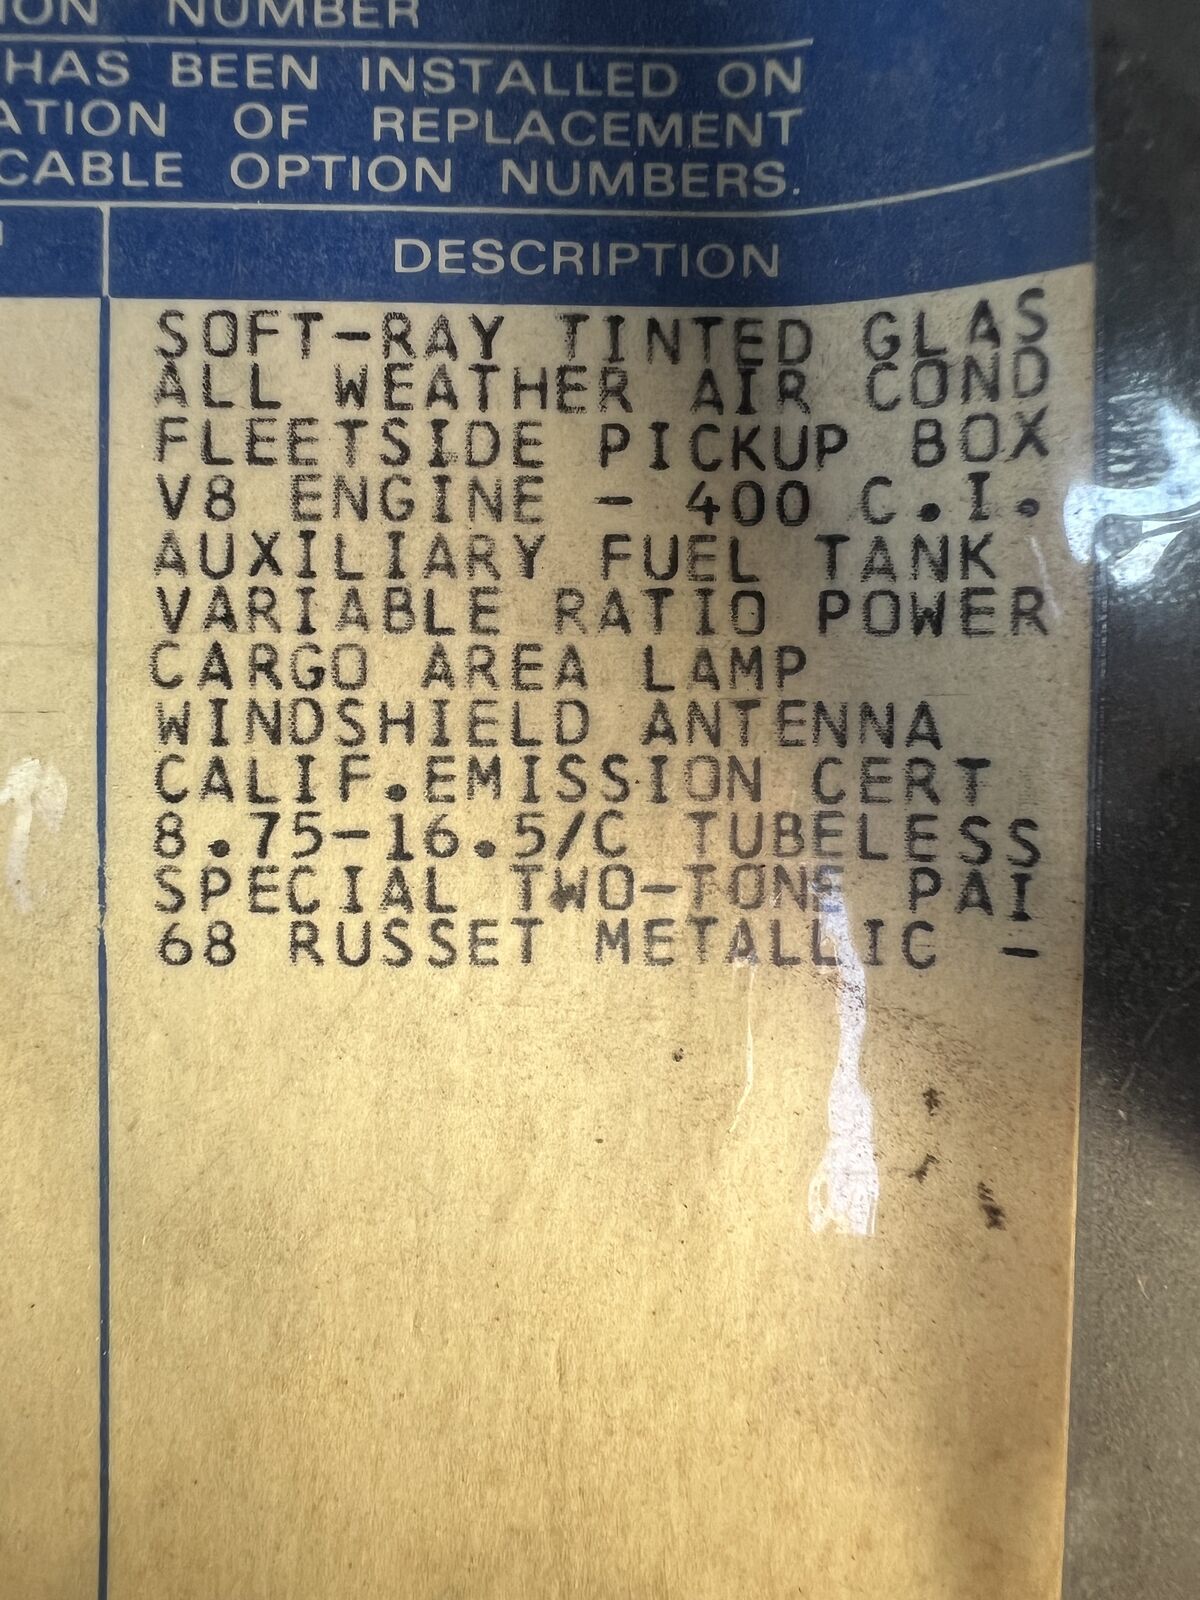 ION NUMBER
HAS BEEN INSTALLED ON
ATION OF REPLACEMENT
CABLE OPTION NUMBERS.
DESCRIPTION
SOFT-RAY TINTED GLAS
ALL WEATHER AIR COND
FLEETSIDE PICKUP BOX
V8 ENGINE - 400 C.I.
AUXILIARY FUEL TANK
VARIABLE RATIO POWER
CARGO AREA LAMP
WINDSHIELD ANTENNA
CALIF.EMISSION CERT
8.75-16.5/C TUBELESS
SPECIAL TWO-TONE PAI
68 RUSSET METALLIC -